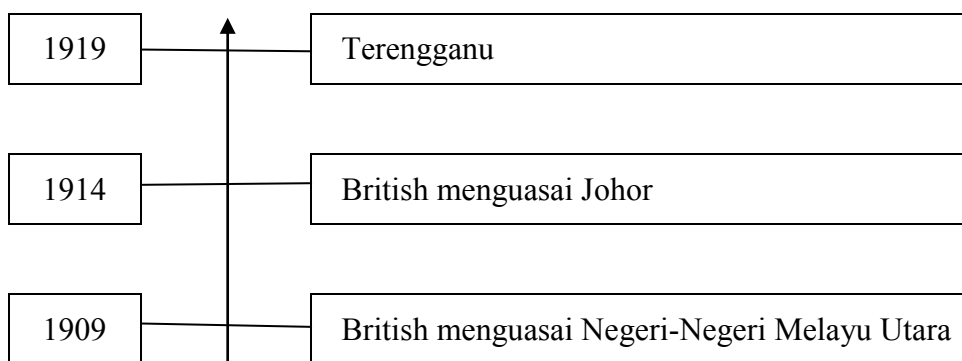 1919 Terengganu
1914 British menguasai Johor
1909 British menguasai Negeri-Negeri Melayu Utara